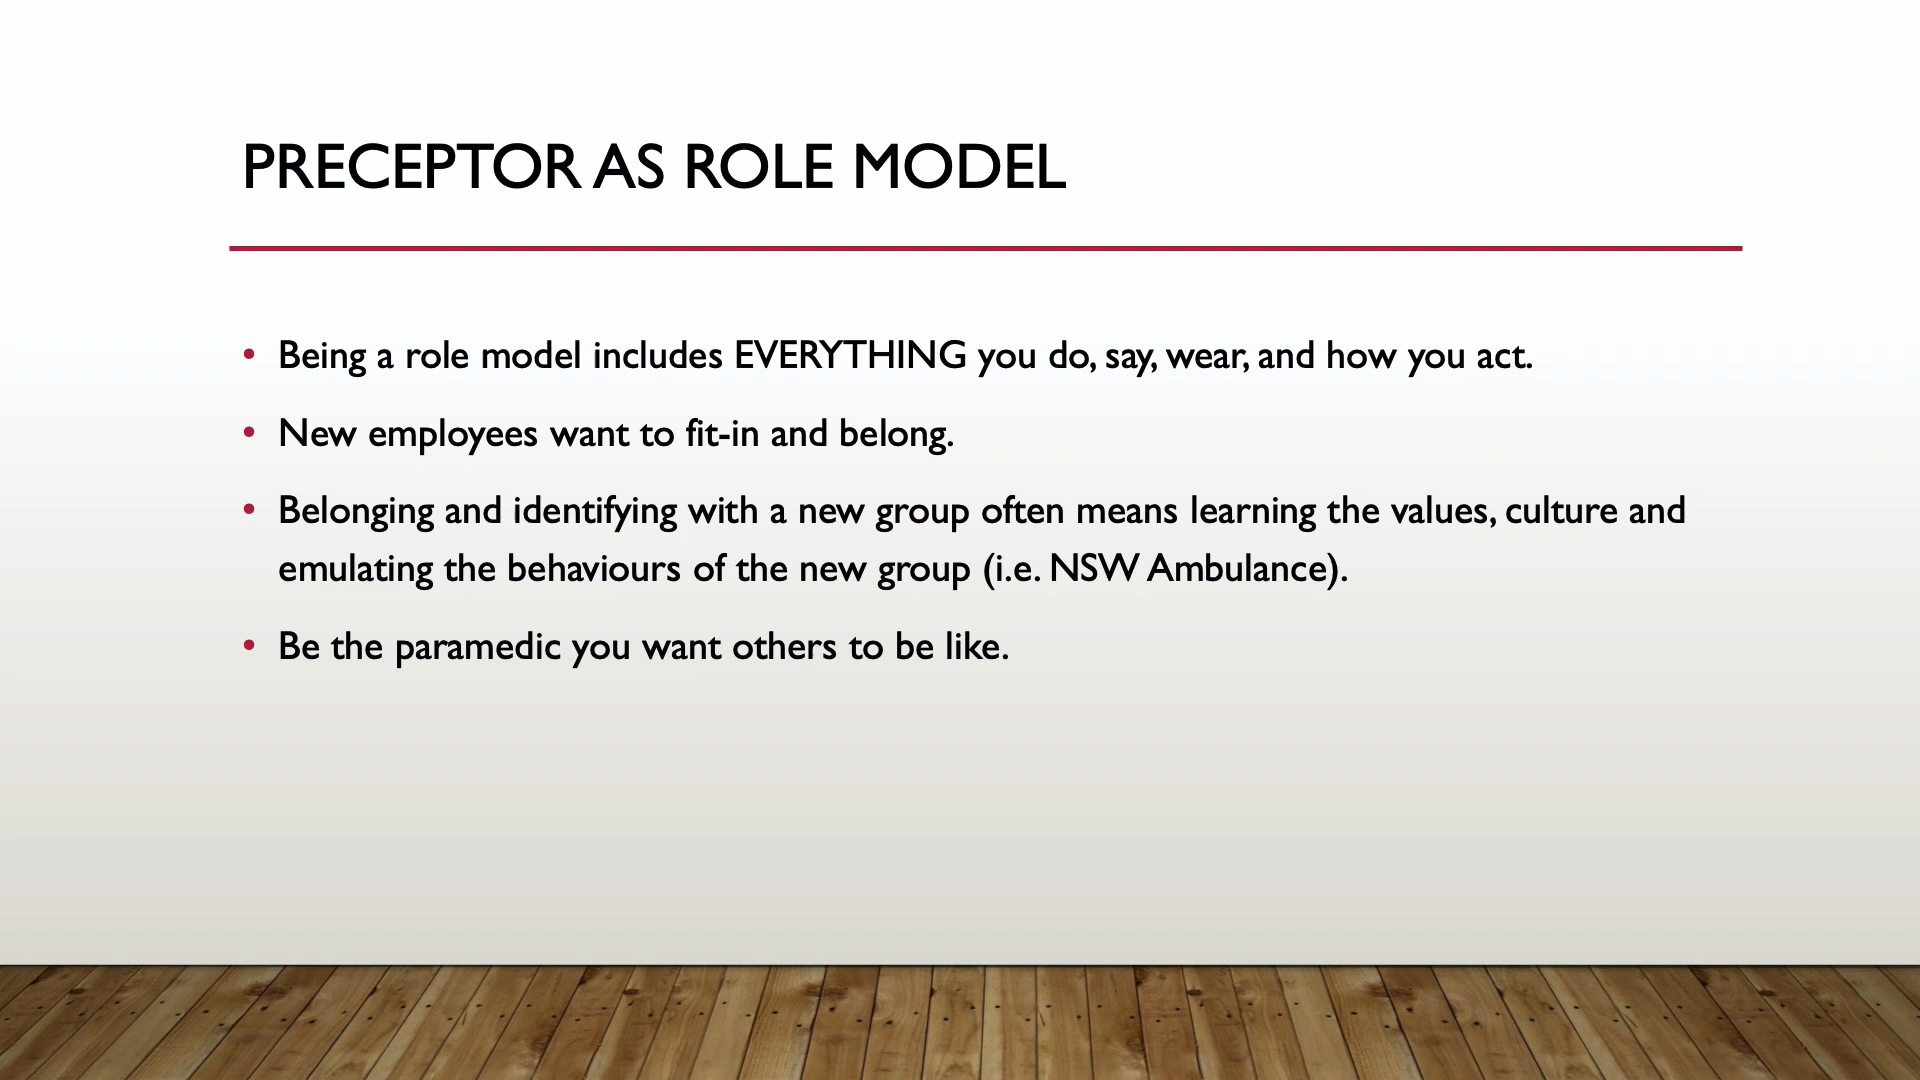 PRECEPTOR AS ROLE MODEL
• Being a role model includes EVERYTHING you do, say, wear, and how you act.
• New employees want to fit-in and belong.
• Belonging and identifying with a new group often means learning the values, culture and
emulating the behaviours of the new group (i.e. NSW Ambulance).
• Be the paramedic you want others to be like.